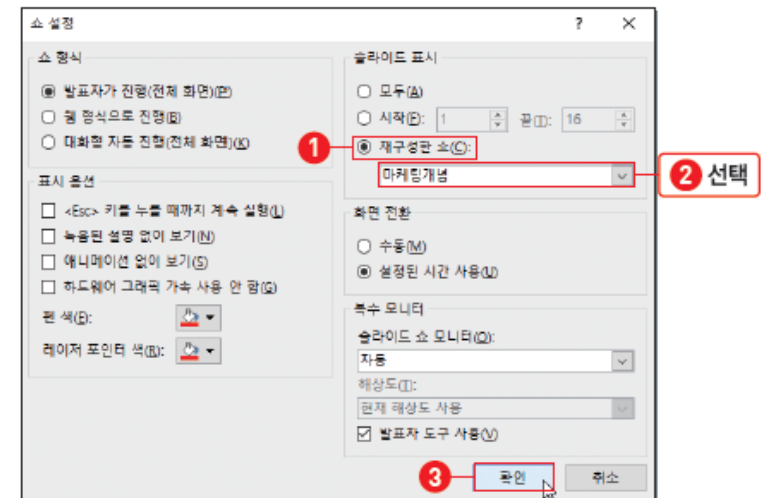 쇼 설정 ? ×
쇼 형식
발표자가 진행(전체 화면)(P)
웹 형식으로 진행(B)
대화형 자동 진행(전체 화면)(K)
표시 옵션
<Esc> 키를 누를 때까지 계속 실행(L)
녹음된 설명 없이 보기(N)
애니메이션 없이 보기(S)
하드웨어 그래픽 가속 사용 안 함(G)
펜 색(E):
레이저 포인터 색(R):
슬라이드 표시
모두(A)
시작(F): 1 끝(T): 16
1 재구성한 쇼(C):
마케팅개념
2 선택
화면 전환
수동(M)
설정된 시간 사용(U)
복수 모니터
슬라이드 쇼 모니터(O):
자동
해상도(T):
현재 해상도 사용
발표자 도구 사용(V)
3 확인 취소